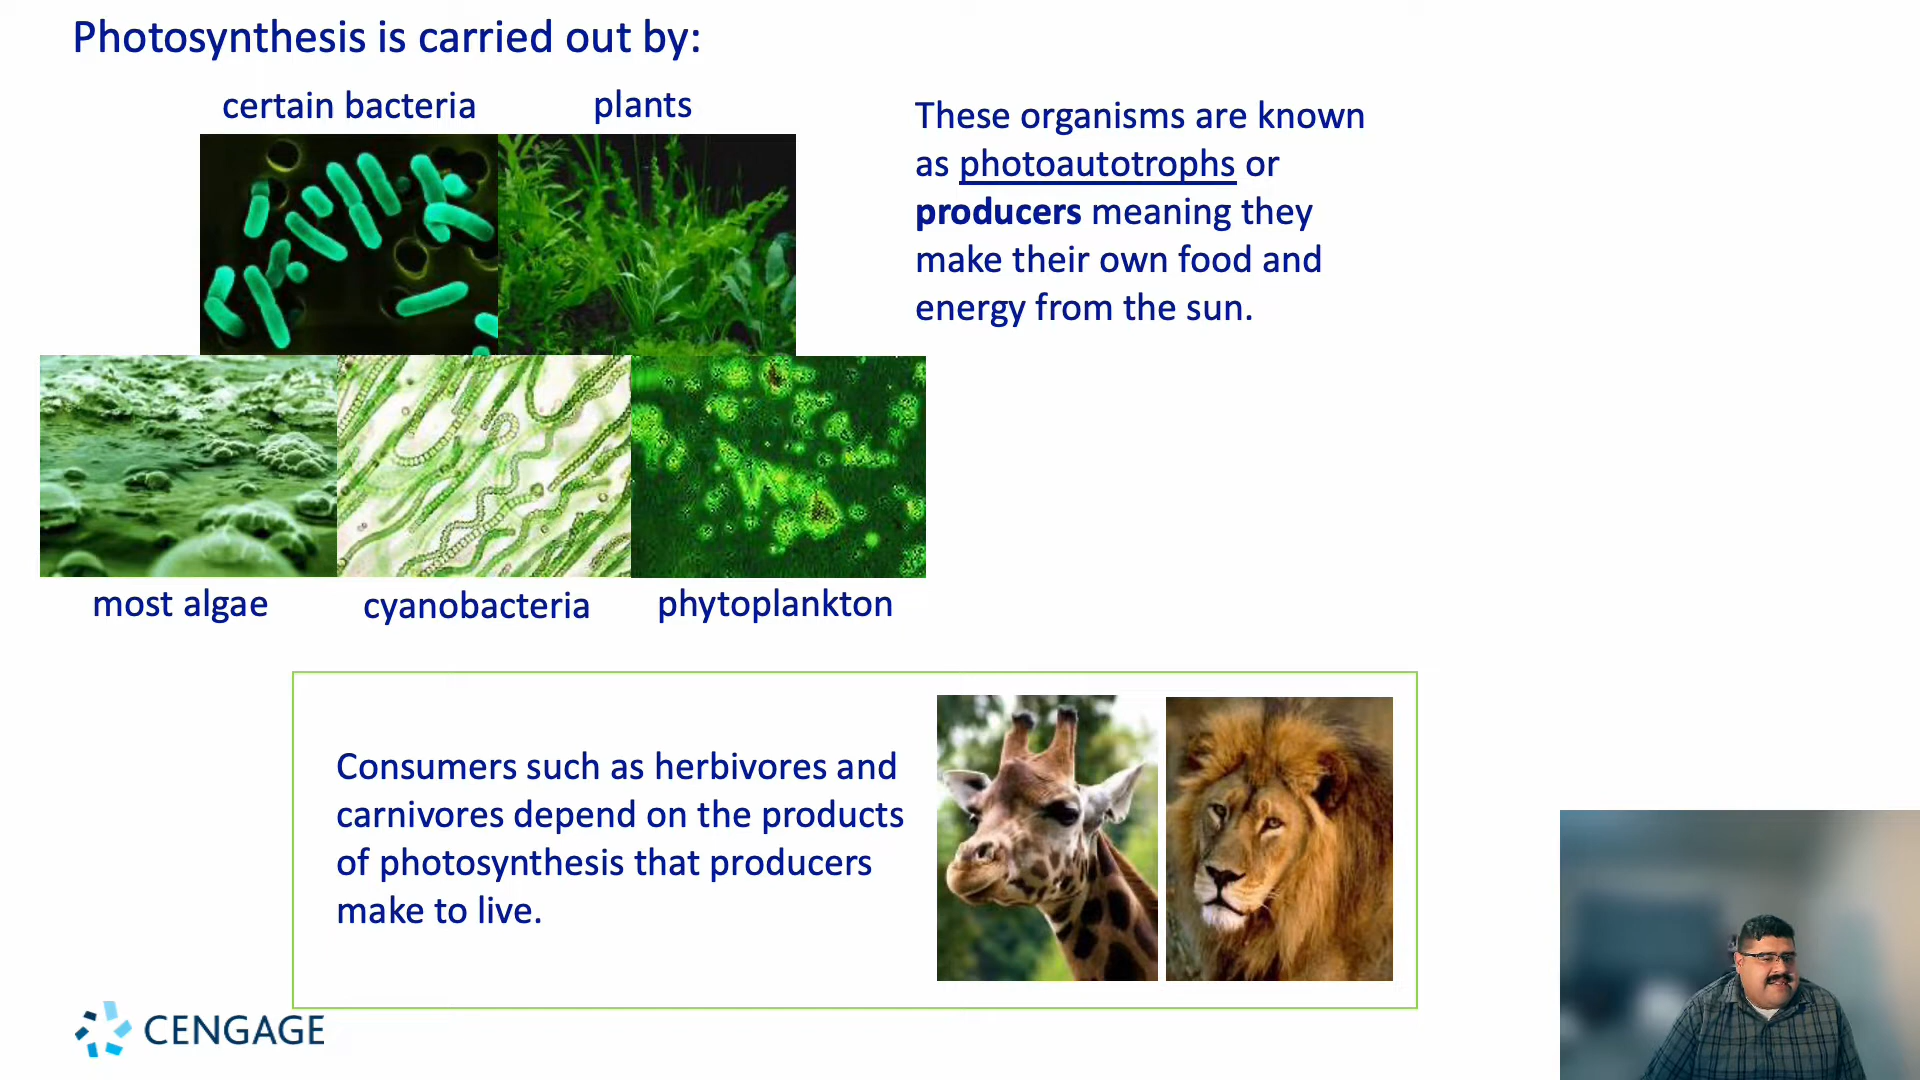 Photosynthesis is carried out by:
certain bacteria
plants
These organisms are known
as photoautotrophs or
producers meaning they
make their own food and
energy from the sun.
most algae
cyanobacteria
phytoplankton
Consumers such as herbivores and
carnivores depend on the products
of photosynthesis that producers
make to live.
CENGAGE